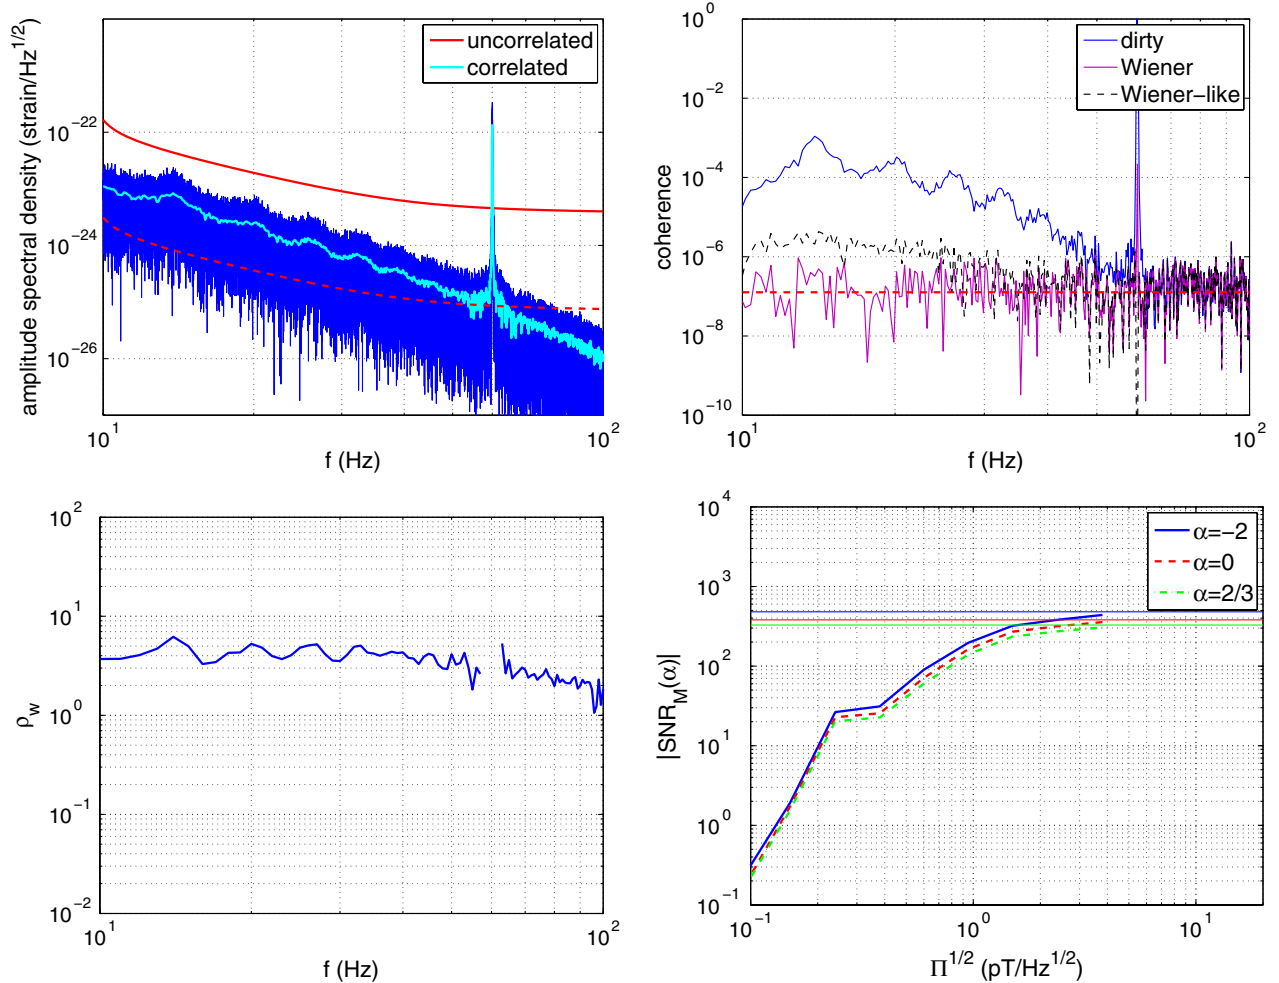 amplitude spectral density (strain/Hz^1/2)
10^-22
10^-24
10^-26
10^1
10^2
f (Hz)
uncorrelated
correlated
coherence
10^0
10^-2
10^-4
10^-6
10^-8
10^-10
10^1
10^2
f (Hz)
dirty
Wiener
Wiener-like
ρ_w
10^2
10^1
10^0
10^-1
10^-2
10^1
10^2
f (Hz)
|SNR_M(α)|
10^4
10^3
10^2
10^1
10^0
10^-1
10^-1
10^0
10^1
Π^1/2 (pT/Hz^1/2)
α=-2
α=0
α=2/3